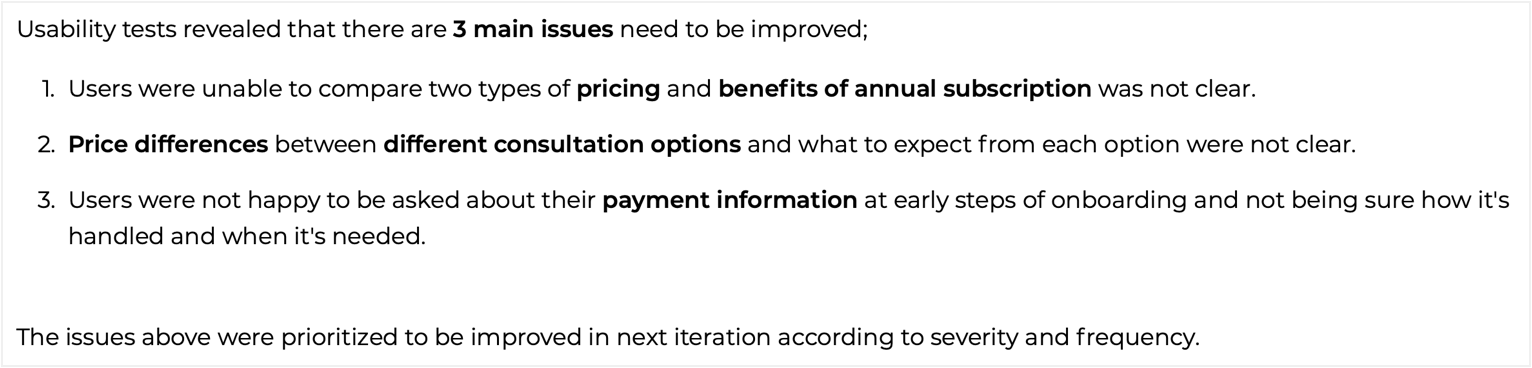 Usability tests revealed that there are 3 main issues need to be improved;
1. Users were unable to compare two types of pricing and benefits of annual subscription was not clear.
2. Price differences between different consultation options and what to expect from each option were not clear.
3. Users were not happy to be asked about their payment information at early steps of onboarding and not being sure how it's
handled and when it's needed.
The issues above were prioritized to be improved in next iteration according to severity and frequency.